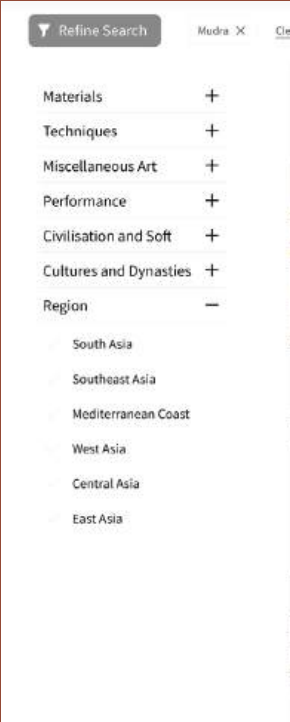 Refine Search
Mudra ✕
Cle
Materials +
Techniques +
Miscellaneous Art +
Performance +
Civilisation and Soft +
Cultures and Dynasties +
Region −
South Asia
Southeast Asia
Mediterranean Coast
West Asia
Central Asia
East Asia